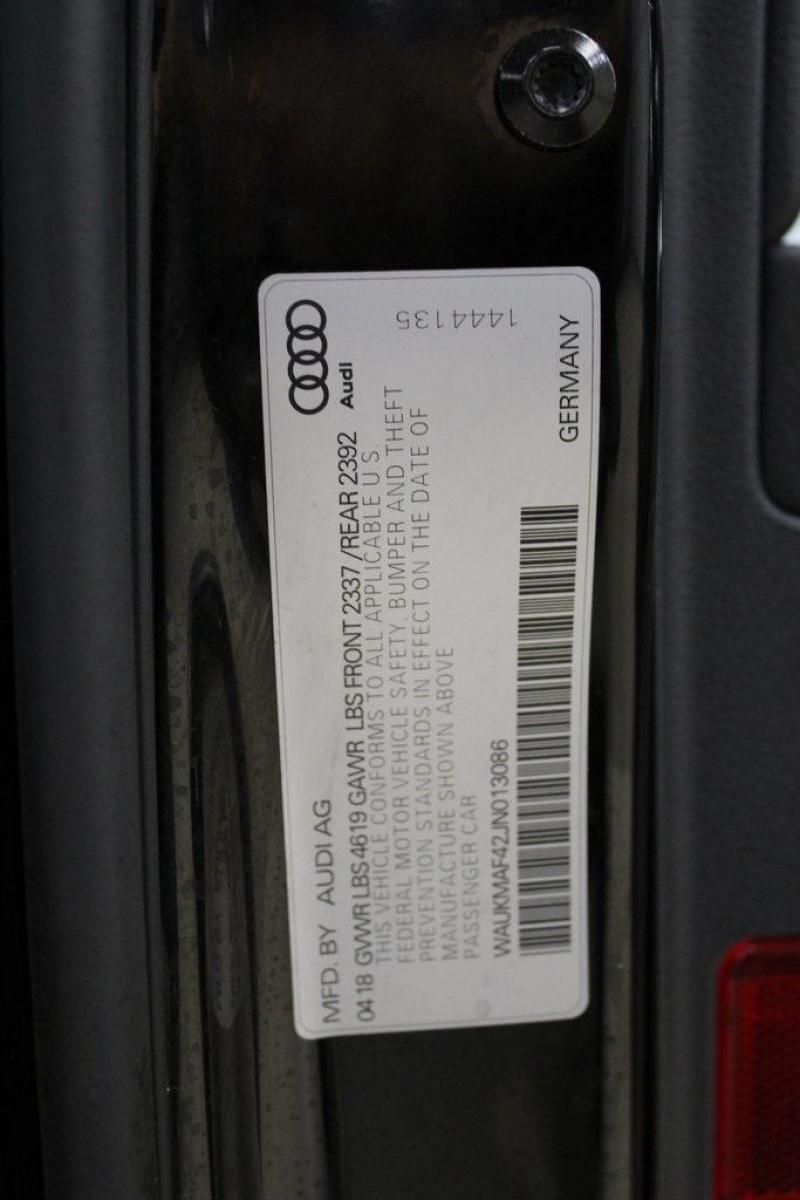 MFD. BY AUDI AG
Audi
04 18 GVWR LBS 4619 GAWR LBS FRONT 2337 /REAR 2392
THIS VEHICLE CONFORMS TO ALL APPLICABLE U S
FEDERAL MOTOR VEHICLE SAFETY, BUMPER AND THEFT
PREVENTION STANDARDS IN EFFECT ON THE DATE OF
MANUFACTURE SHOWN ABOVE
PASSENGER CAR
1444135
WAUKMAF42JN013086
GERMANY